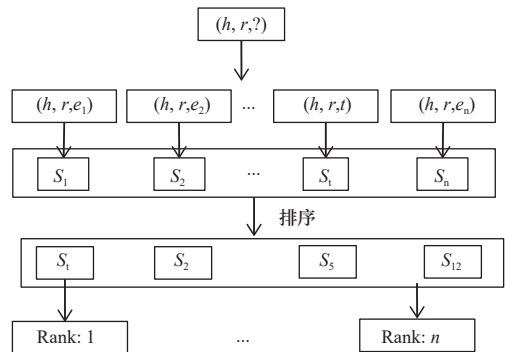 (h, r,?)
(h, r,e₁) (h, r,e₂) ... (h, r,t) (h, r,eₙ)
S₁ S₂ ... Sₜ Sₙ
排序
Sₜ S₂ S₅ S₁₂
Rank: 1 ... Rank: n